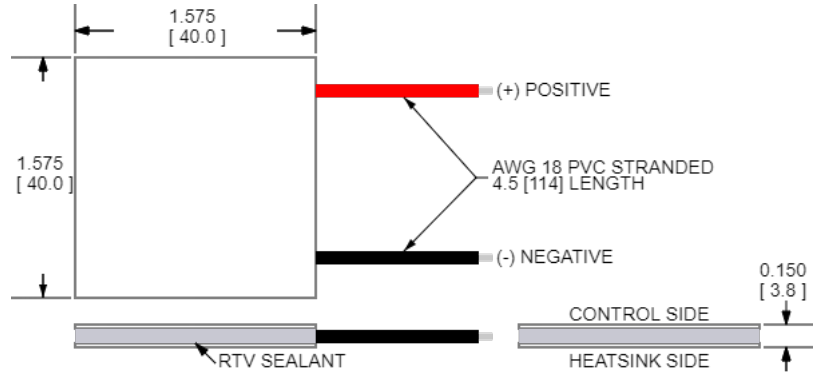 1.575
[ 40.0 ]
(+) POSITIVE
1.575
[ 40.0 ]
AWG 18 PVC STRANDED
4.5 [114] LENGTH
(-) NEGATIVE
0.150
[ 3.8 ]
CONTROL SIDE
RTV SEALANT
HEATSINK SIDE